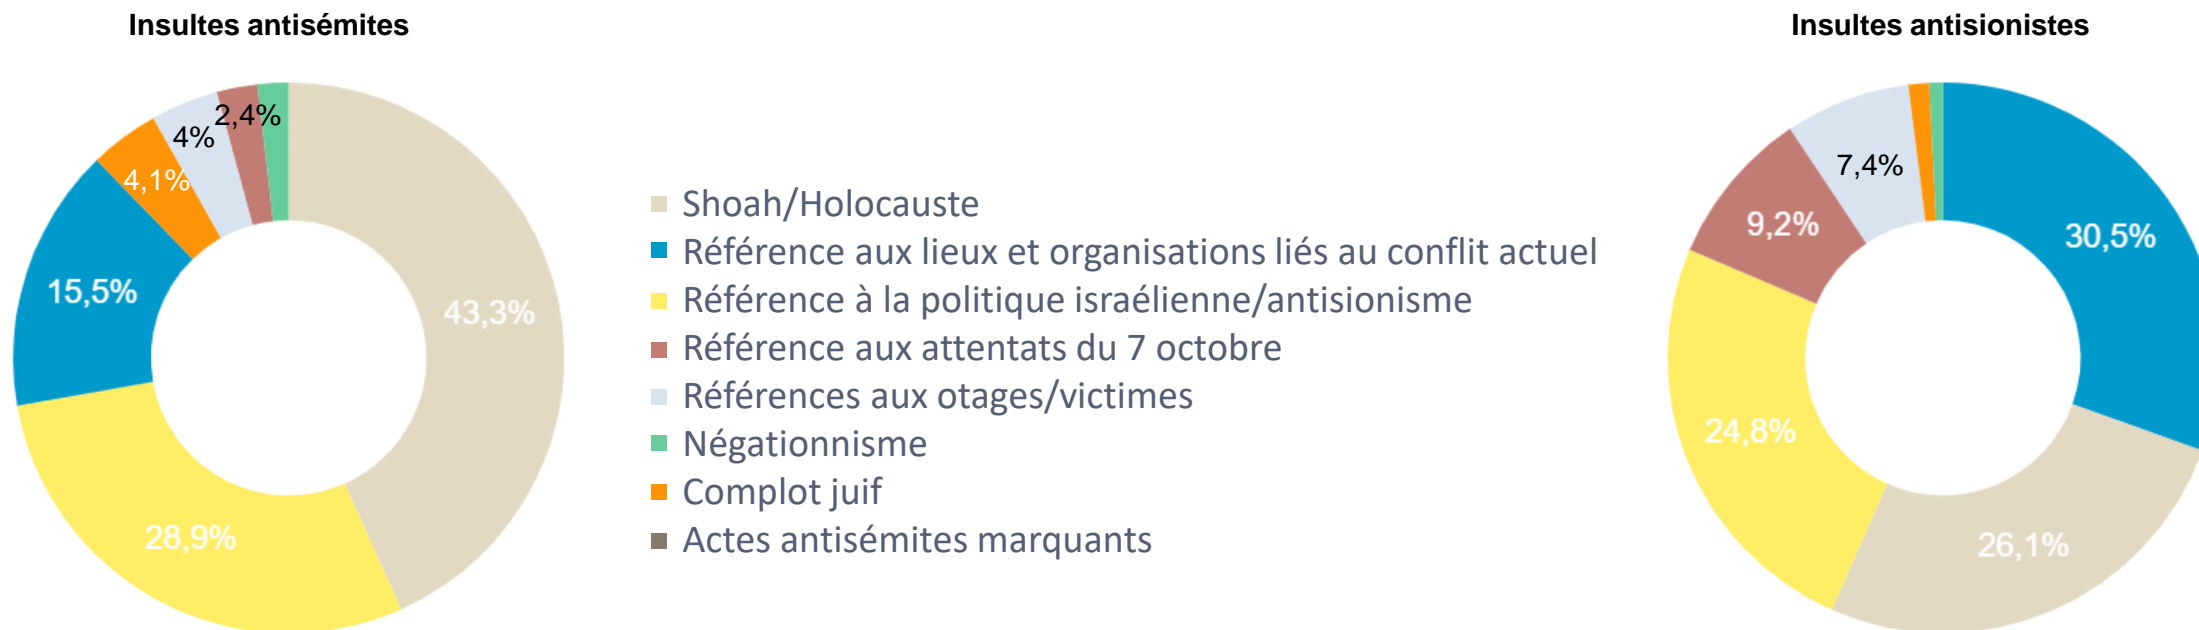 Insultes antisémites
2,4%
4%
4,1%
15,5%
43,3%
28,9%
Shoah/Holocauste
Référence aux lieux et organisations liés au conflit actuel
Référence à la politique israélienne/antisionisme
Référence aux attentats du 7 octobre
Références aux otages/victimes
Négationnisme
Complot juif
Actes antisémites marquants
Insultes antisionistes
7,4%
9,2%
30,5%
24,8%
26,1%